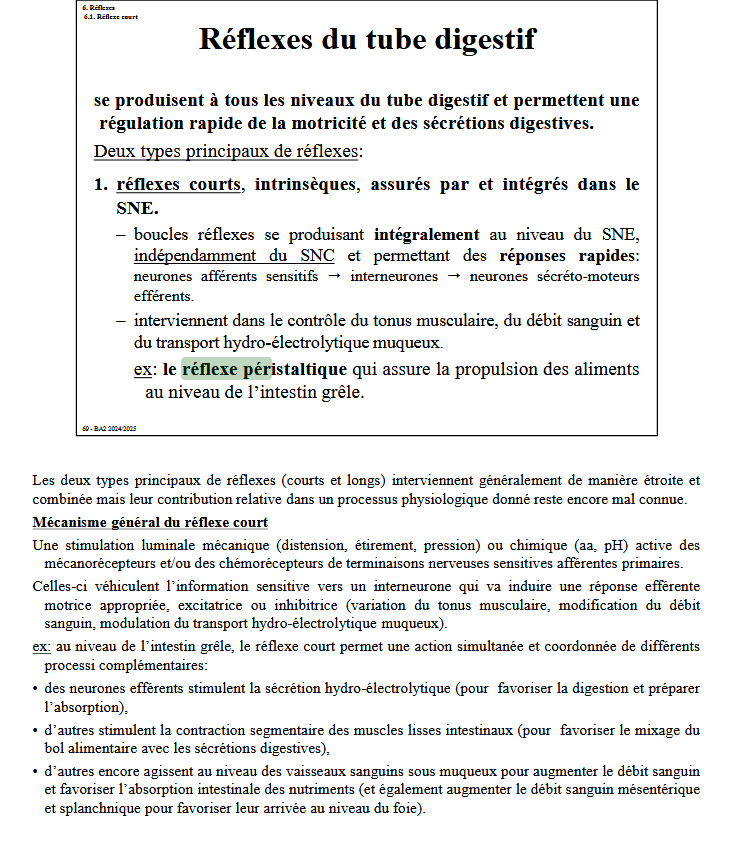 6. Réflexes
6.1. Réflexe court
Réflexes du tube digestif
se produisent à tous les niveaux du tube digestif et permettent une
régulation rapide de la motricité et des sécrétions digestives.
Deux types principaux de réflexes:
1. réflexes courts, intrinsèques, assurés par et intégrés dans le
SNE.
– boucles réflexes se produisant intégralement au niveau du SNE,
indépendamment du SNC et permettant des réponses rapides:
neurones afférents sensitifs → interneurones → neurones sécréto-moteurs
efférents.
– interviennent dans le contrôle du tonus musculaire, du débit sanguin et
du transport hydro-électrolytique muqueux.
ex: le réflexe péristaltique qui assure la propulsion des aliments
au niveau de l’intestin grêle.
69 - BA2 2024/2025
Les deux types principaux de réflexes (courts et longs) interviennent généralement de manière étroite et
combinée mais leur contribution relative dans un processus physiologique donné reste encore mal connue.
Mécanisme général du réflexe court
Une stimulation luminale mécanique (distension, étirement, pression) ou chimique (aa, pH) active des
mécanorécepteurs et/ou des chémorécepteurs de terminaisons nerveuses sensitives afférentes primaires.
Celles-ci véhiculent l’information sensitive vers un interneurone qui va induire une réponse efférente
motrice appropriée, excitatrice ou inhibitrice (variation du tonus musculaire, modification du débit
sanguin, modulation du transport hydro-électrolytique muqueux).
ex: au niveau de l’intestin grêle, le réflexe court permet une action simultanée et coordonnée de différents
processi complémentaires:
• des neurones efférents stimulent la sécrétion hydro-électrolytique (pour favoriser la digestion et préparer
l’absorption),
• d’autres stimulent la contraction segmentaire des muscles lisses intestinaux (pour favoriser le mixage du
bol alimentaire avec les sécrétions digestives),
• d’autres encore agissent au niveau des vaisseaux sanguins sous muqueux pour augmenter le débit sanguin
et favoriser l’absorption intestinale des nutriments (et également augmenter le débit sanguin mésentérique
et splanchnique pour favoriser leur arrivée au niveau du foie).